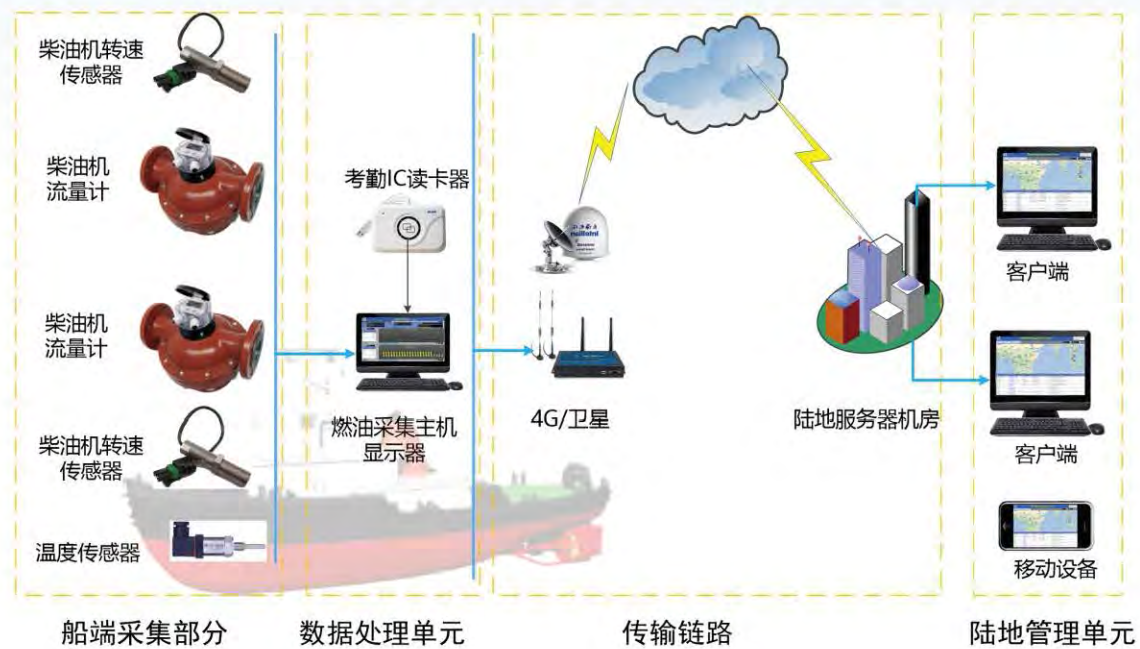 柴油机转速
传感器
柴油机
流量计
考勤IC读卡器
柴油机
流量计
柴油机转速
传感器
温度传感器
燃油采集主机
显示器
4G/卫星
陆地服务器机房
客户端
客户端
移动设备
船端采集部分
数据处理单元
传输链路
陆地管理单元